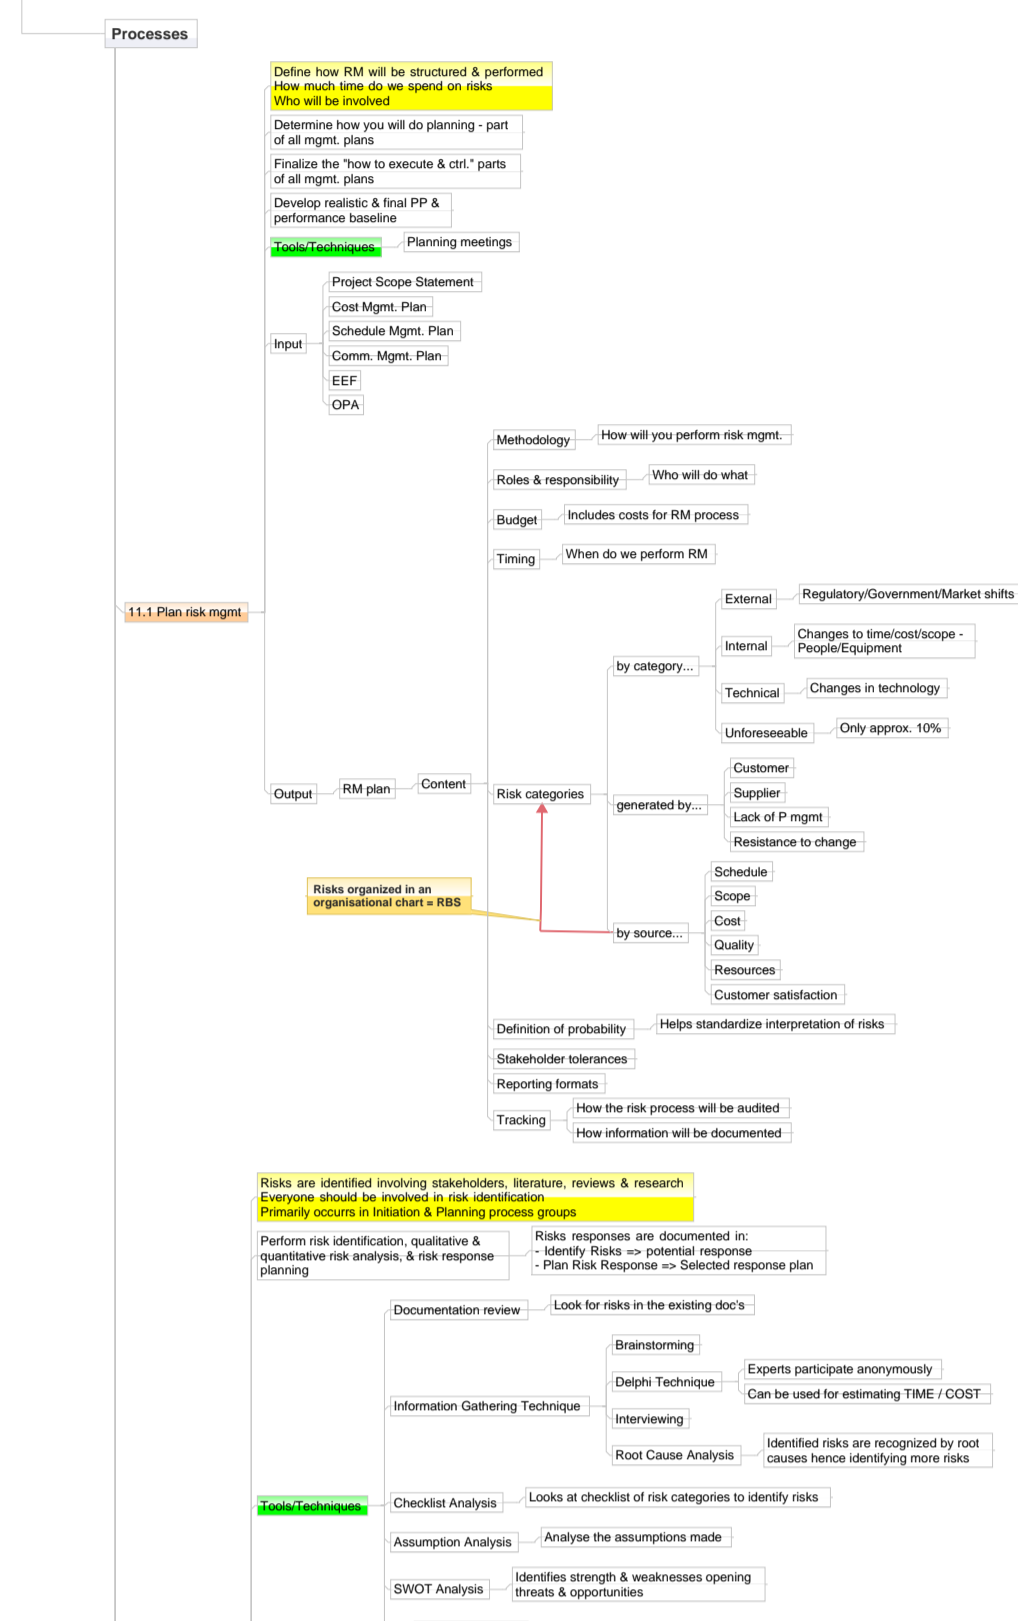 Processes
Define how RM will be structured & performed
How much time do we spend on risks
Who will be involved
Determine how you will do planning - part
of all mgmt. plans
Finalize the "how to execute & ctrl." parts
of all mgmt. plans
Develop realistic & final PP &
performance baseline
Tools/Techniques
Planning meetings
Input
Project Scope Statement
Cost Mgmt. Plan
Schedule Mgmt. Plan
Comm. Mgmt. Plan
EEF
OPA
11.1 Plan risk mgmt
Output
RM plan
Content
Methodology
How will you perform risk mgmt.
Roles & responsibility
Who will do what
Budget
Includes costs for RM process
Timing
When do we perform RM
Risk categories
by category...
External
Regulatory/Government/Market shifts
Internal
Changes to time/cost/scope -
People/Equipment
Technical
Changes in technology
Unforeseeable
Only approx. 10%
generated by...
Customer
Supplier
Lack of P mgmt
Resistance to change
by source...
Schedule
Scope
Cost
Quality
Resources
Customer satisfaction
Risks organized in an
organisational chart = RBS
Definition of probability
Helps standardize interpretation of risks
Stakeholder tolerances
Reporting formats
Tracking
How the risk process will be audited
How information will be documented
Risks are identified involving stakeholders, literature, reviews & research
Everyone should be involved in risk identification
Primarily occurrs in Initiation & Planning process groups
Perform risk identification, qualitative &
quantitative risk analysis, & risk response
planning
Risks responses are documented in:
- Identify Risks => potential response
- Plan Risk Response => Selected response plan
Tools/Techniques
Documentation review
Look for risks in the existing doc's
Information Gathering Technique
Brainstorming
Delphi Technique
Experts participate anonymously
Can be used for estimating TIME / COST
Interviewing
Root Cause Analysis
Identified risks are recognized by root
causes hence identifying more risks
Checklist Analysis
Looks at checklist of risk categories to identify risks
Assumption Analysis
Analyse the assumptions made
SWOT Analysis
Identifies strength & weaknesses opening
threats & opportunities